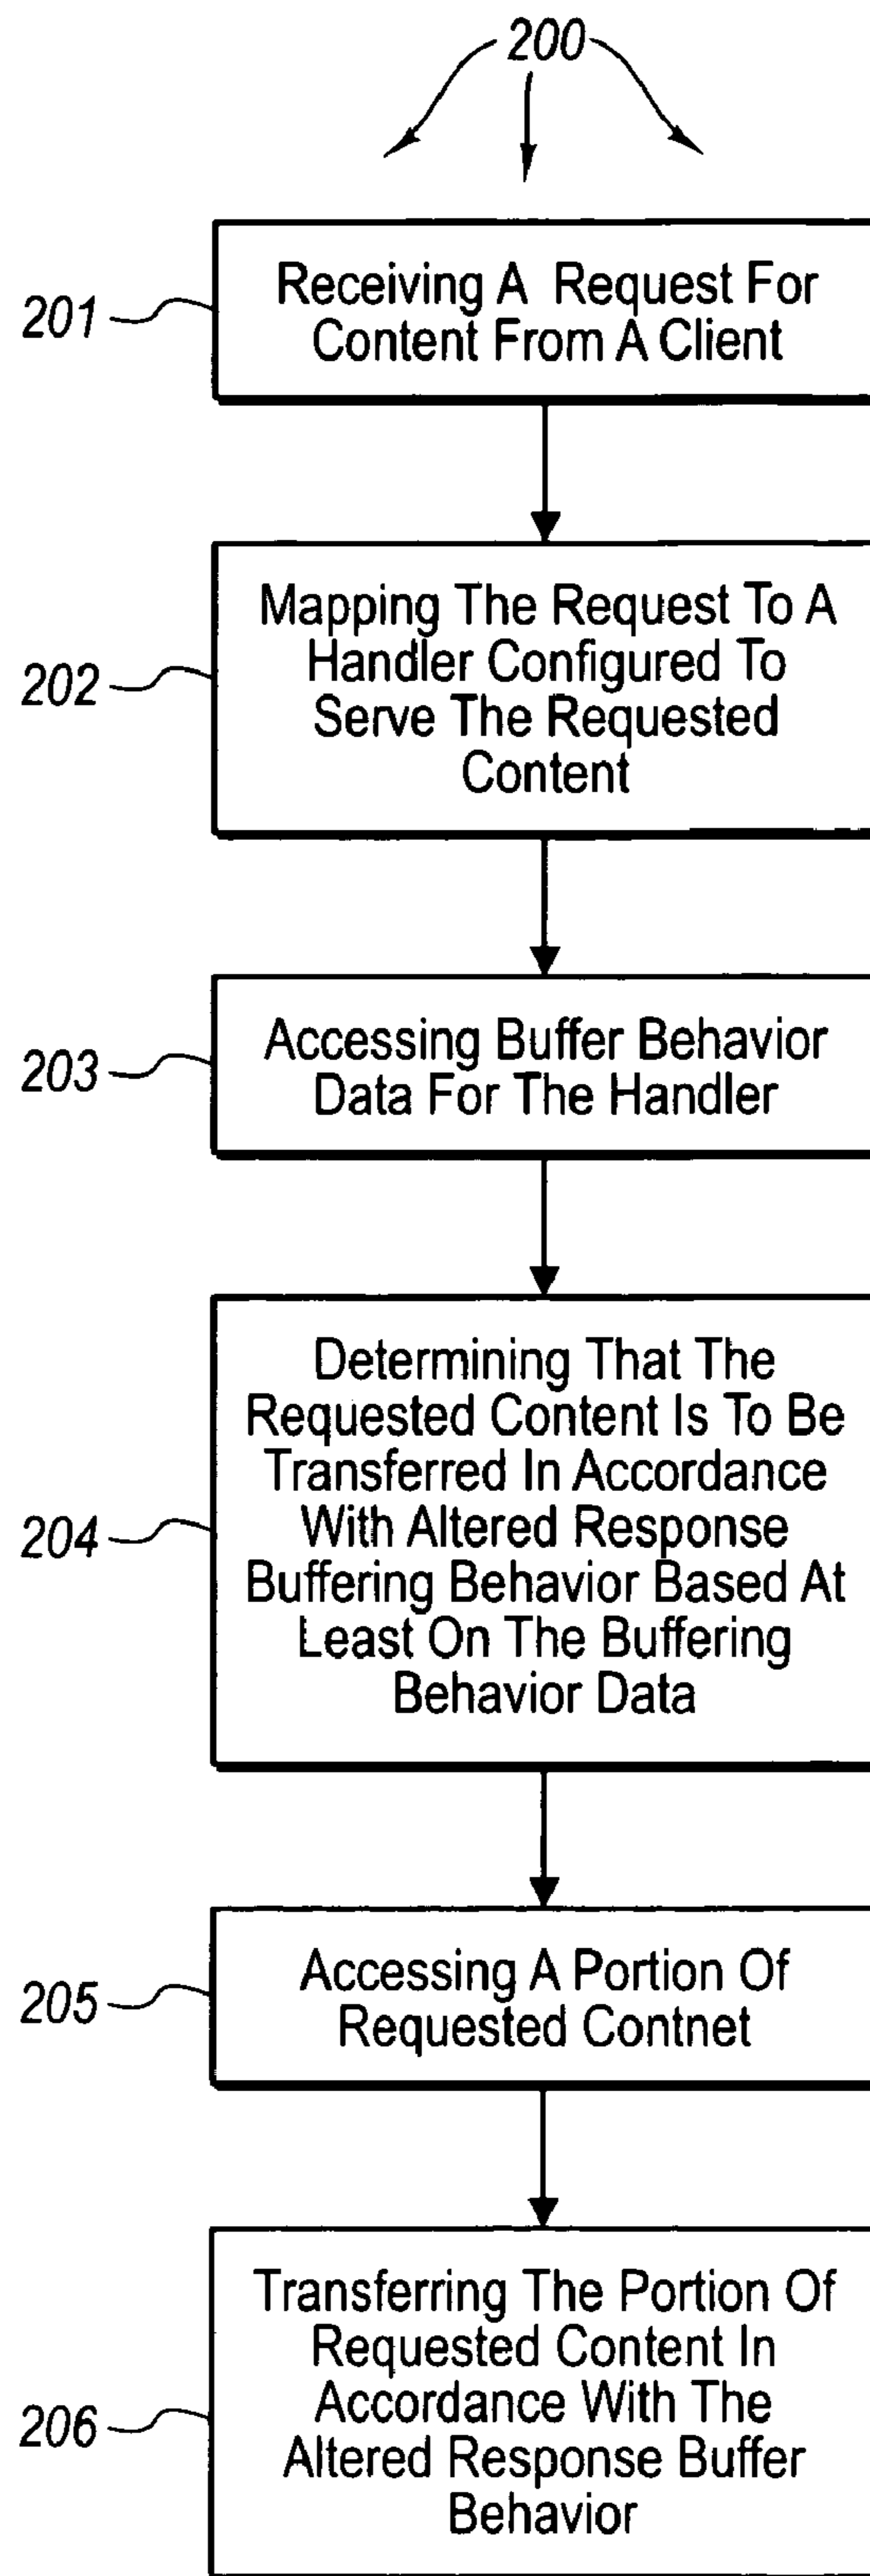 200
201
Receiving A Request For
Content From A Client
202
Mapping The Request To A
Handler Configured To
Serve The Requested
Content
203
Accessing Buffer Behavior
Data For The Handler
204
Determining That The
Requested Content Is To Be
Transferred In Accordance
With Altered Response
Buffering Behavior Based At
Least On The Buffering
Behavior Data
205
Accessing A Portion Of
Requested Contnet
206
Transferring The Portion Of
Requested Content In
Accordance With The
Altered Response Buffer
Behavior